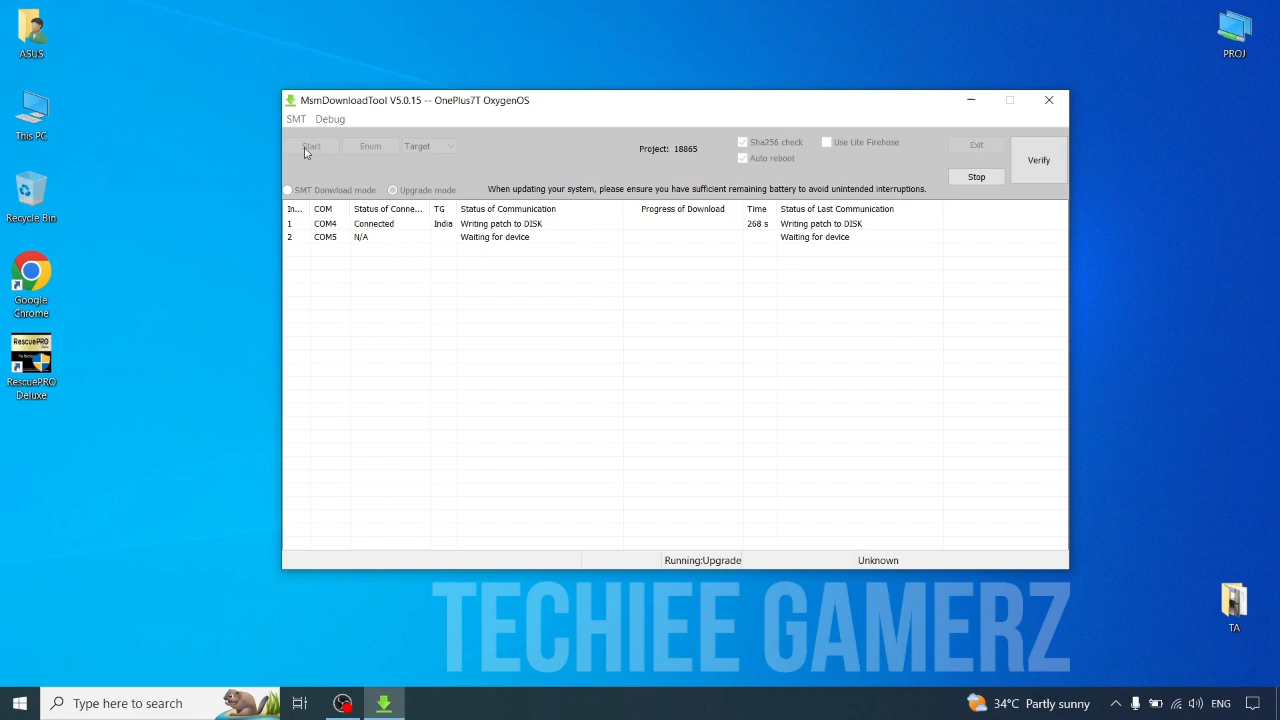 ASUS
This PC
Recycle Bin
Google
Chrome
RescuePRO
Deluxe
RescuePRO
Deluxe
PROJ
TA
MsmDownloadTool V5.0.15 -- OnePlus7T OxygenOS
SMT Debug
Start Enum Target
Project: 18865
Sha256 check
Use Lite Firehose
Auto reboot
Exit
Stop
Verify
SMT Donwload mode
Upgrade mode
When updating your system, please ensure you have sufficient remaining battery to avoid unintended interruptions.
In... COM Status of Conne... TG Status of Communication Progress of Download Time Status of Last Communication
1 COM4 Connected India Writing patch to DISK 268 s Writing patch to DISK
2 COM5 N/A Waiting for device Waiting for device
Running:Upgrade Unknown
TECHIEE GAMERZ
Type here to search
34°C Partly sunny
ENG